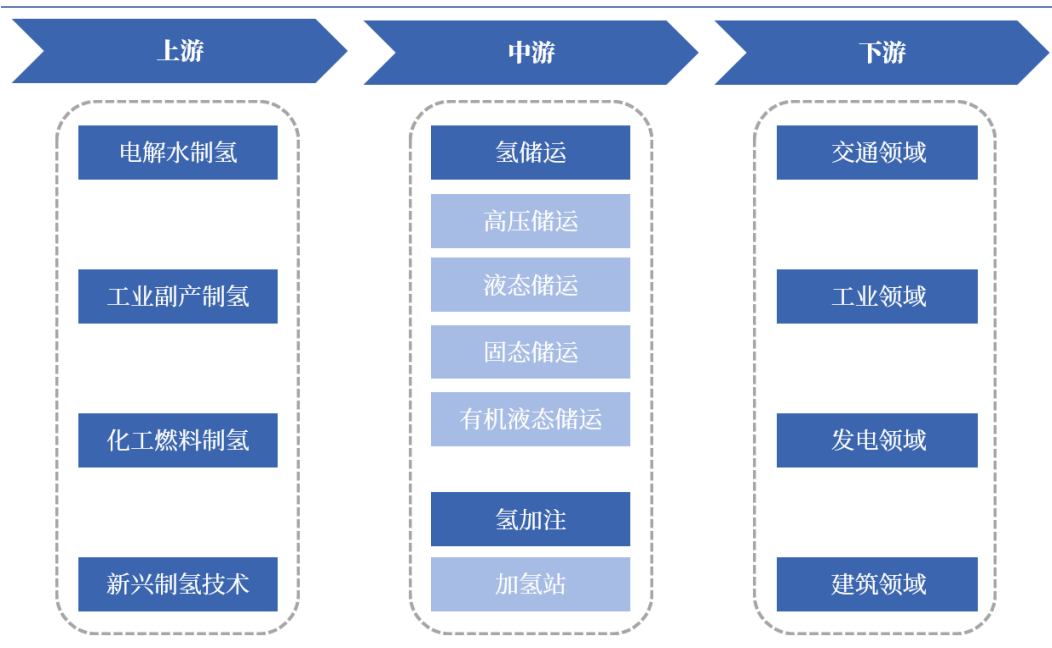 上游
中游
下游
电解水制氢
工业副产制氢
化工燃料制氢
新兴制氢技术
氢储运
高压储运
液态储运
固态储运
有机液态储运
氢加注
加氢站
交通领域
工业领域
发电领域
建筑领域